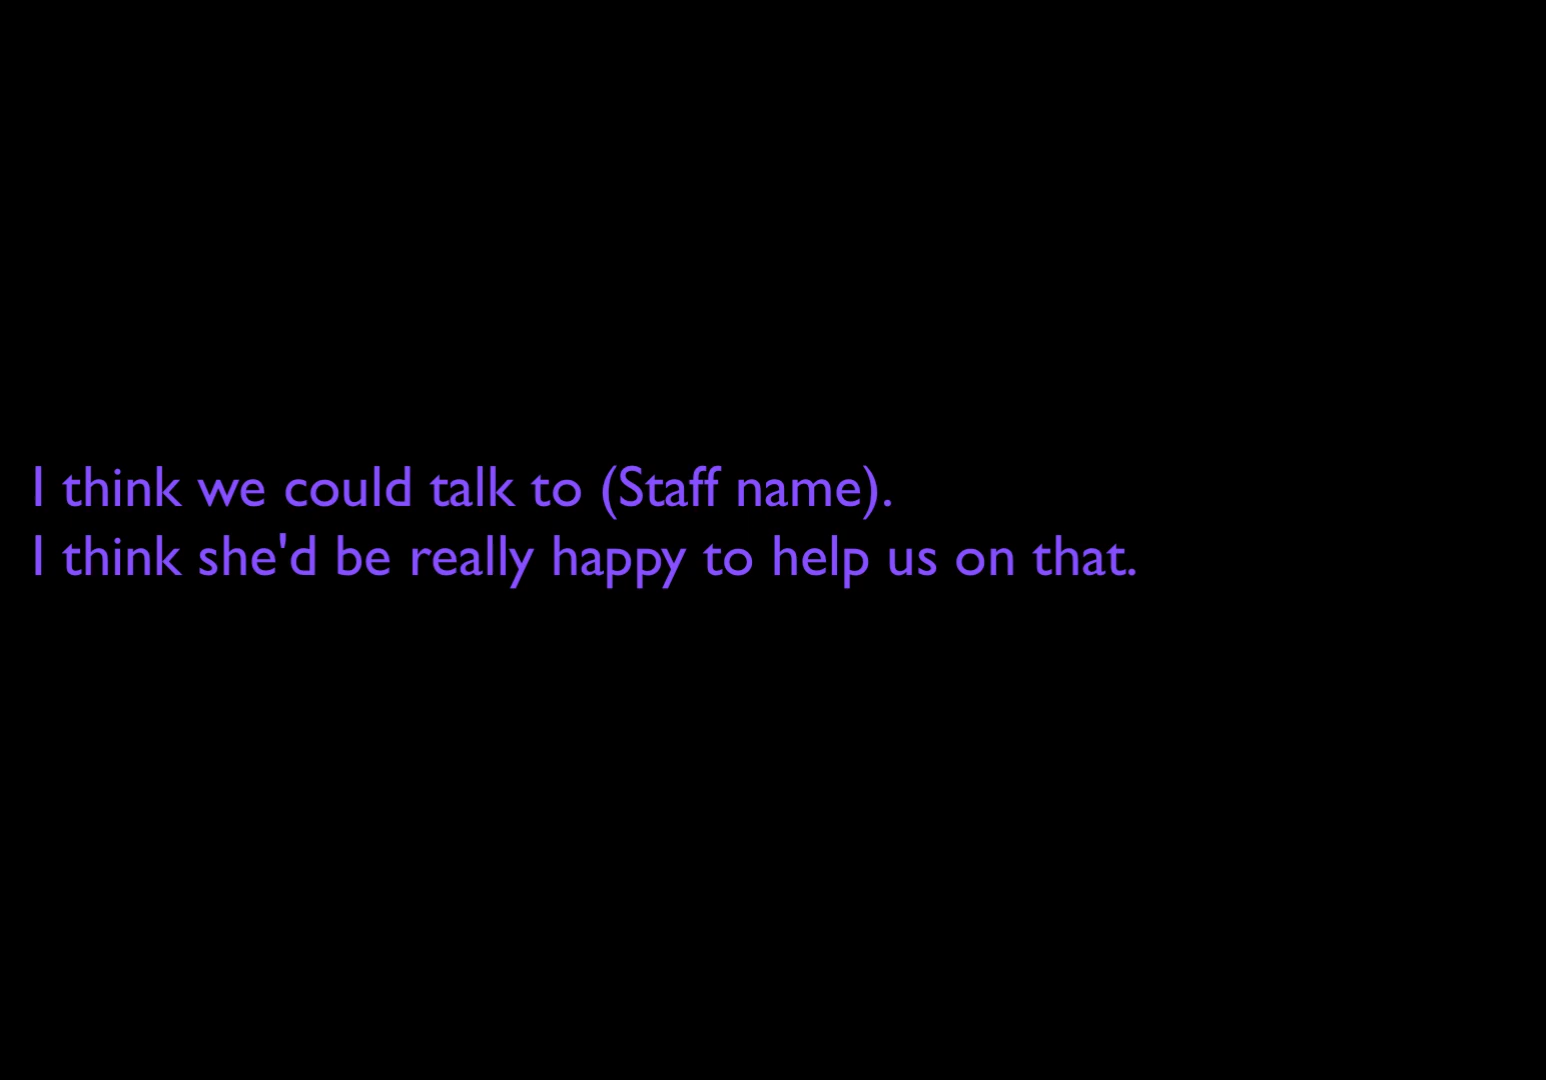 I think we could talk to (Staff name).
I think she'd be really happy to help us on that.